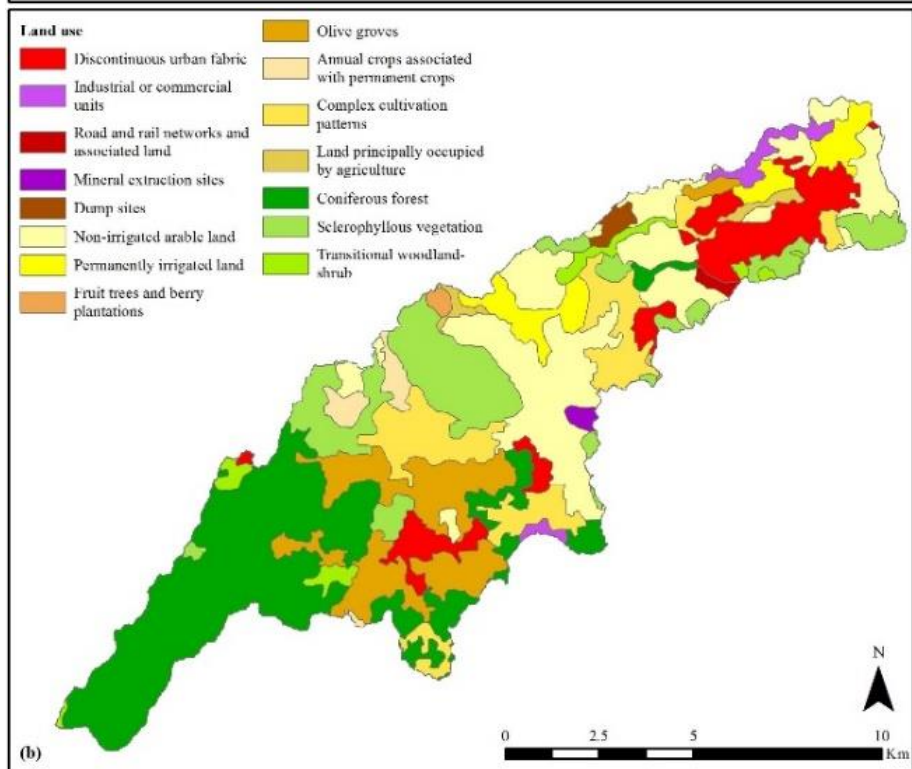 Land use
Discontinuous urban fabric
Industrial or commercial
units
Road and rail networks and
associated land
Mineral extraction sites
Dump sites
Non-irrigated arable land
Permanently irrigated land
Fruit trees and berry
plantations
Olive groves
Annual crops associated
with permanent crops
Complex cultivation
patterns
Land principally occupied
by agriculture
Coniferous forest
Sclerophyllous vegetation
Transitional woodland-
shrub
N
0 2.5 5 10
Km
(b)